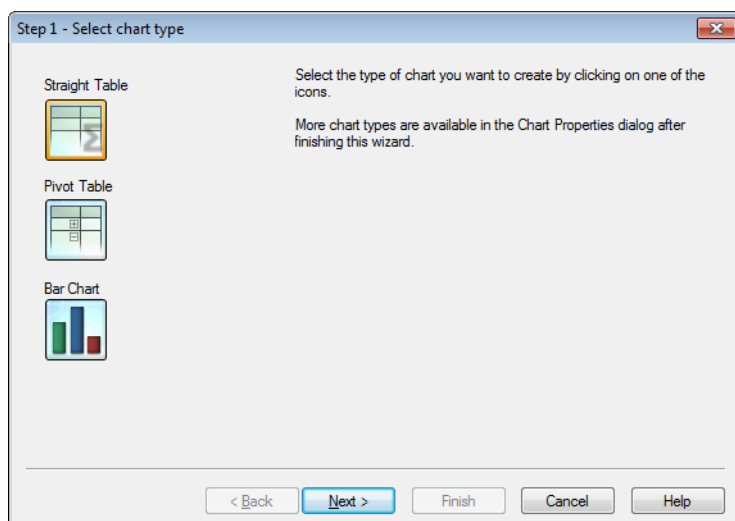 Step 1 - Select chart type
Straight Table
Select the type of chart you want to create by clicking on one of the
icons.
More chart types are available in the Chart Properties dialog after
finishing this wizard.
Pivot Table
Bar Chart
< Back
Next >
Finish
Cancel
Help